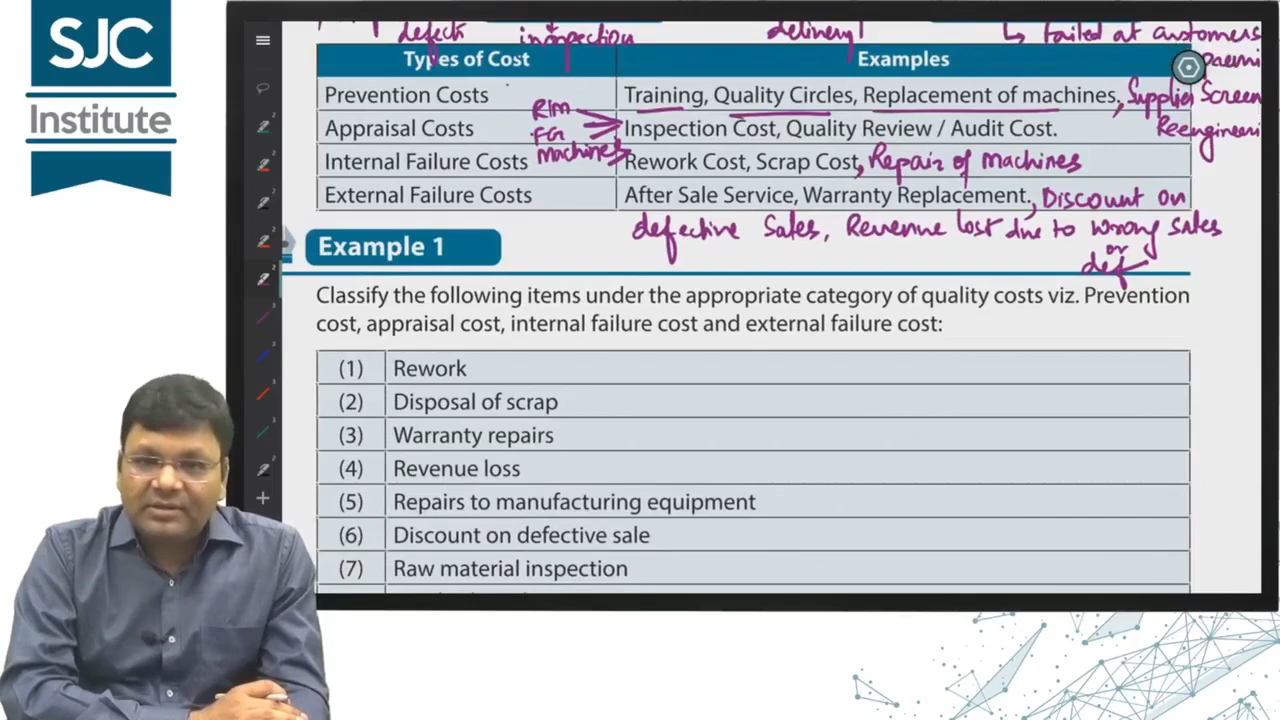 SJC
Institute
defects inspection delivery ↳ failed at customers
Types of Cost Examples
Prevention Costs Training, Quality Circles, Replacement of machines, Supplier Screen
Appraisal Costs RIM FG machines Inspection Cost, Quality Review / Audit Cost. Reengineeri
Internal Failure Costs Rework Cost, Scrap Cost, Repair of machines
External Failure Costs After Sale Service, Warranty Replacement, Discount on
defective Sales, Revenue lost due to wrong sales
or
def
Example 1
Classify the following items under the appropriate category of quality costs viz. Prevention
cost, appraisal cost, internal failure cost and external failure cost:
(1) Rework
(2) Disposal of scrap
(3) Warranty repairs
(4) Revenue loss
(5) Repairs to manufacturing equipment
(6) Discount on defective sale
(7) Raw material inspection